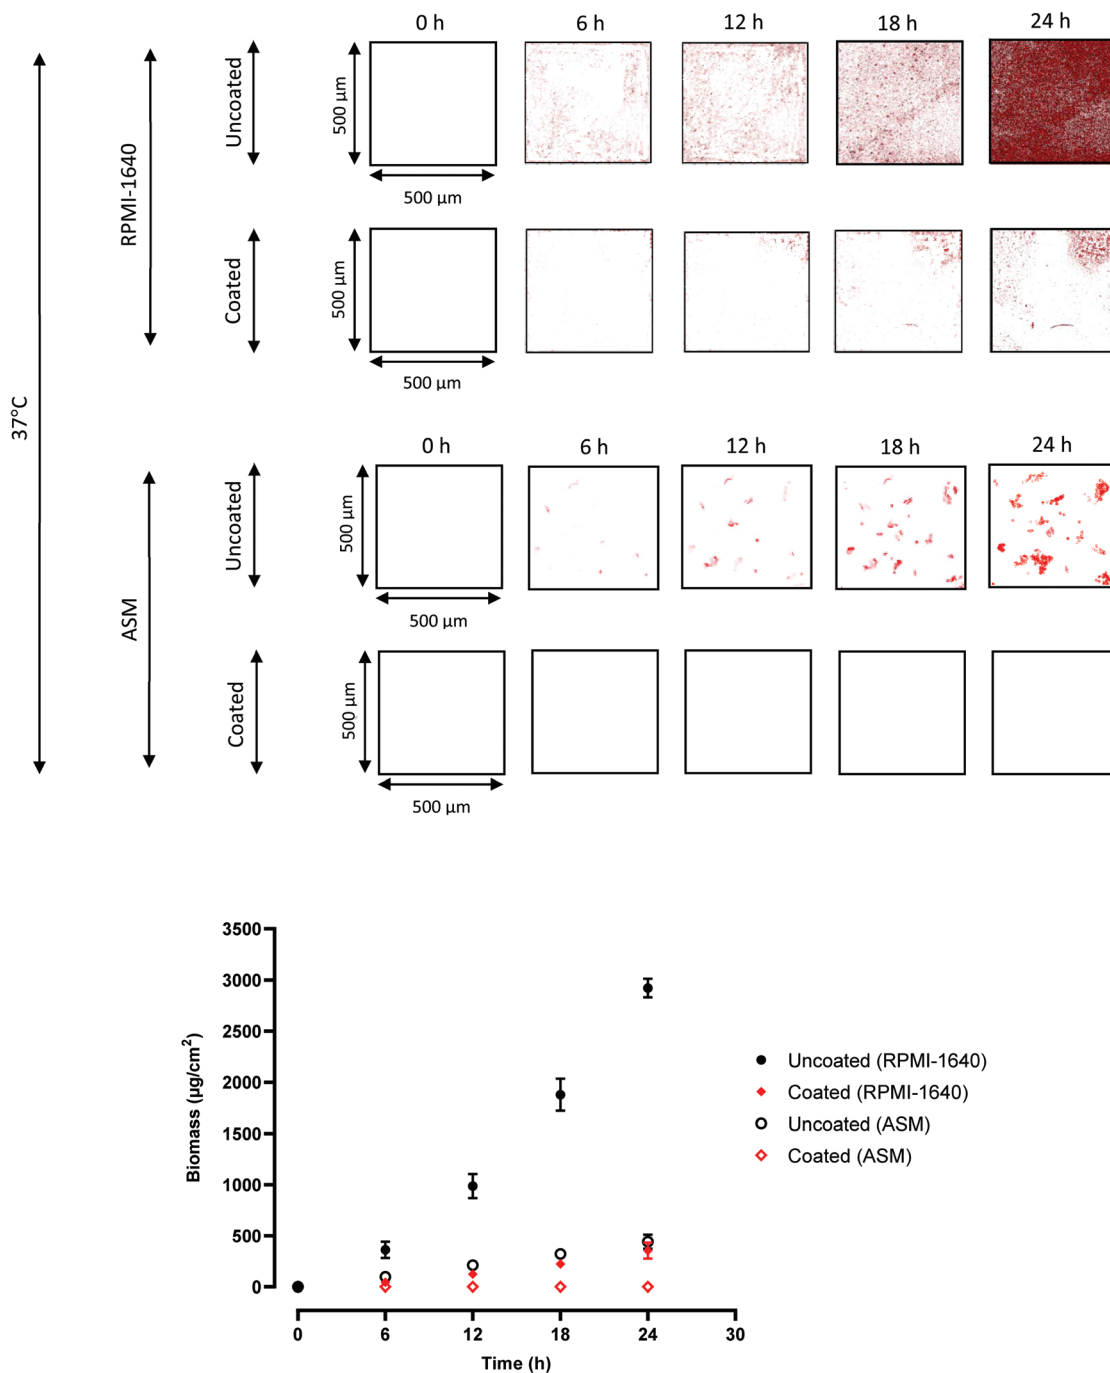 0 h 6 h 12 h 18 h 24 h
37°C
RPMI-1640
Uncoated
500 µm
500 µm
Coated
500 µm
500 µm
0 h 6 h 12 h 18 h 24 h
ASM
Uncoated
500 µm
500 µm
Coated
500 µm
500 µm
Biomass (µg/cm²)
3500
3000
2500
2000
1500
1000
500
0
0 6 12 18 24 30
Time (h)
Uncoated (RPMI-1640)
Coated (RPMI-1640)
Uncoated (ASM)
Coated (ASM)